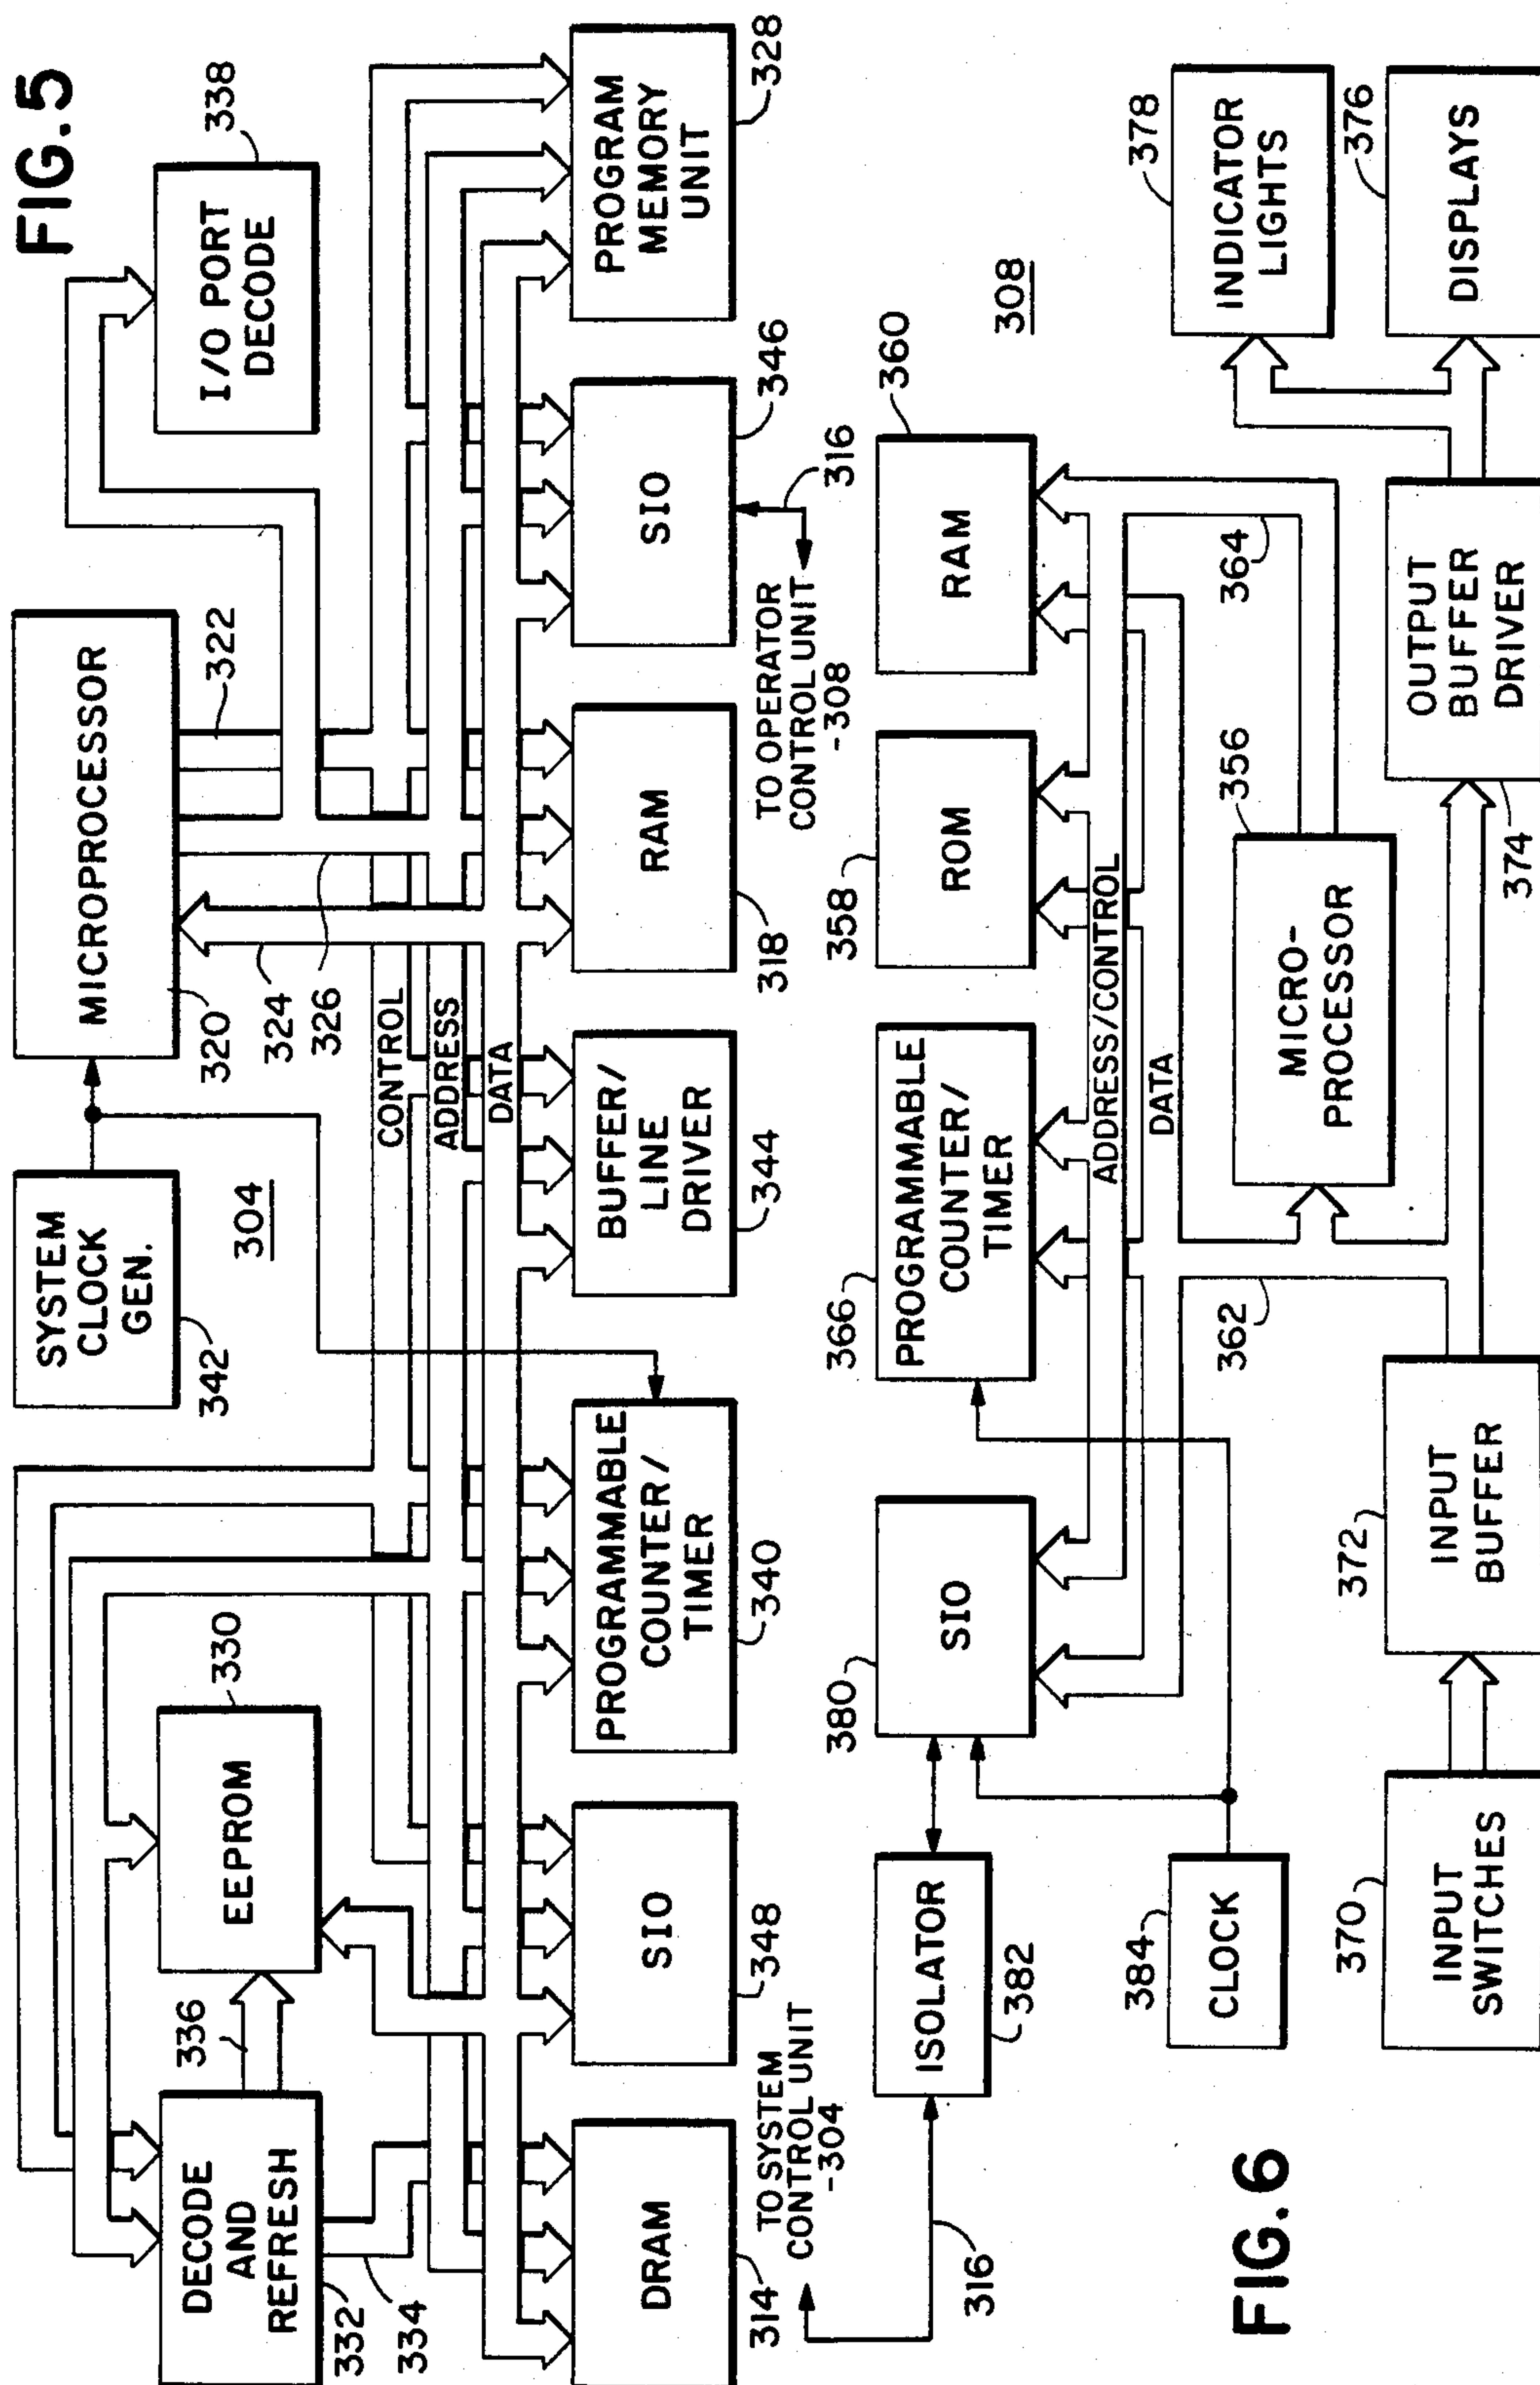 FIG. 5
SYSTEM
CLOCK
GEN.
342
304
MICROPROCESSOR
320
322
324
326
I/O PORT
DECODE
338
DECODE
AND
REFRESH
332
334
336
EEPROM
330
CONTROL
ADDRESS
DATA
DRAM
314
SIO
348
PROGRAMMABLE
COUNTER/
TIMER
340
BUFFER/
LINE
DRIVER
344
RAM
318
SIO
346
316
TO OPERATOR
CONTROL UNIT
-308
PROGRAM
MEMORY
UNIT
328
FIG. 6
TO SYSTEM
CONTROL UNIT
-304
316
ISOLATOR
382
SIO
380
PROGRAMMABLE
COUNTER/
TIMER
366
ROM
358
RAM
360
308
ADDRESS/CONTROL
DATA
CLOCK
384
MICRO-
PROCESSOR
356
364
362
INPUT
SWITCHES
370
INPUT
BUFFER
372
OUTPUT
BUFFER
DRIVER
374
INDICATOR
LIGHTS
378
DISPLAYS
376